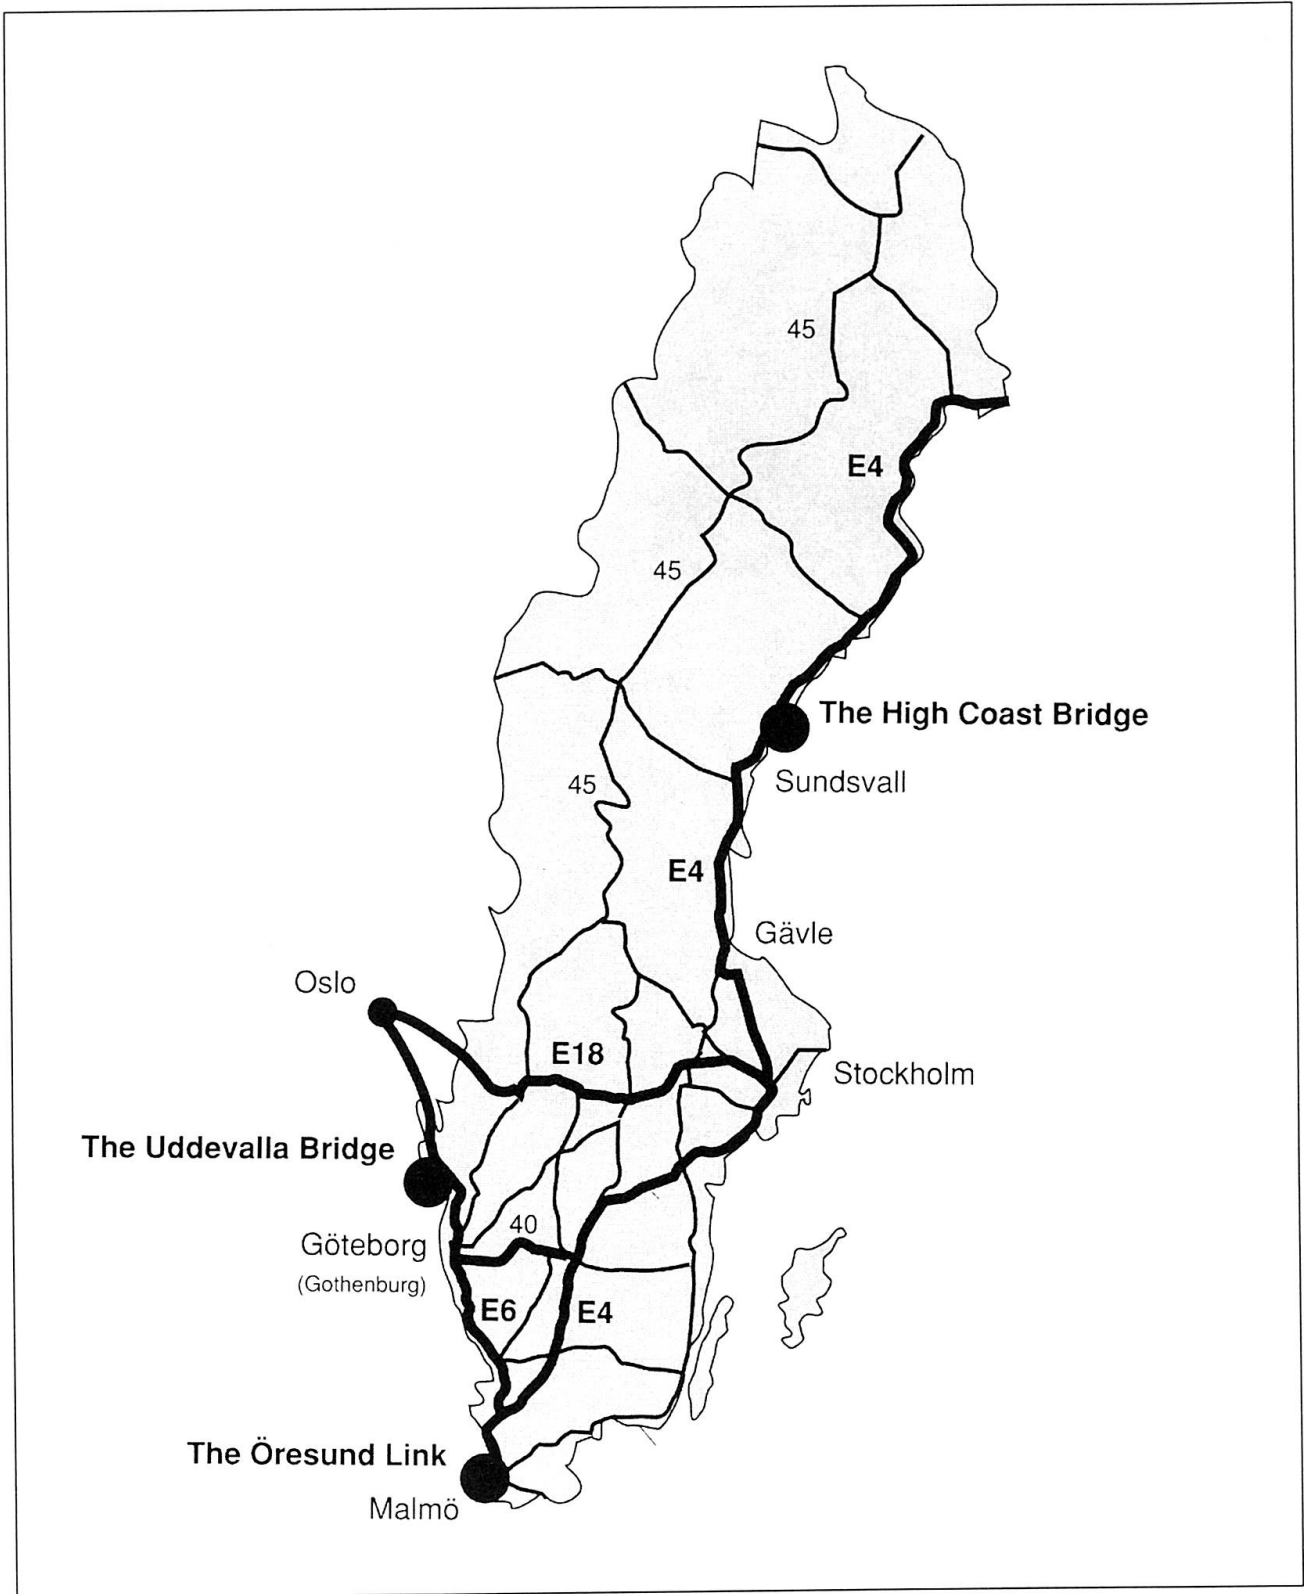 45
E4
45
The High Coast Bridge
Sundsvall
45
E4
Gävle
Oslo
E18
Stockholm
The Uddevalla Bridge
40
Göteborg
(Gothenburg)
E6
E4
The Öresund Link
Malmö